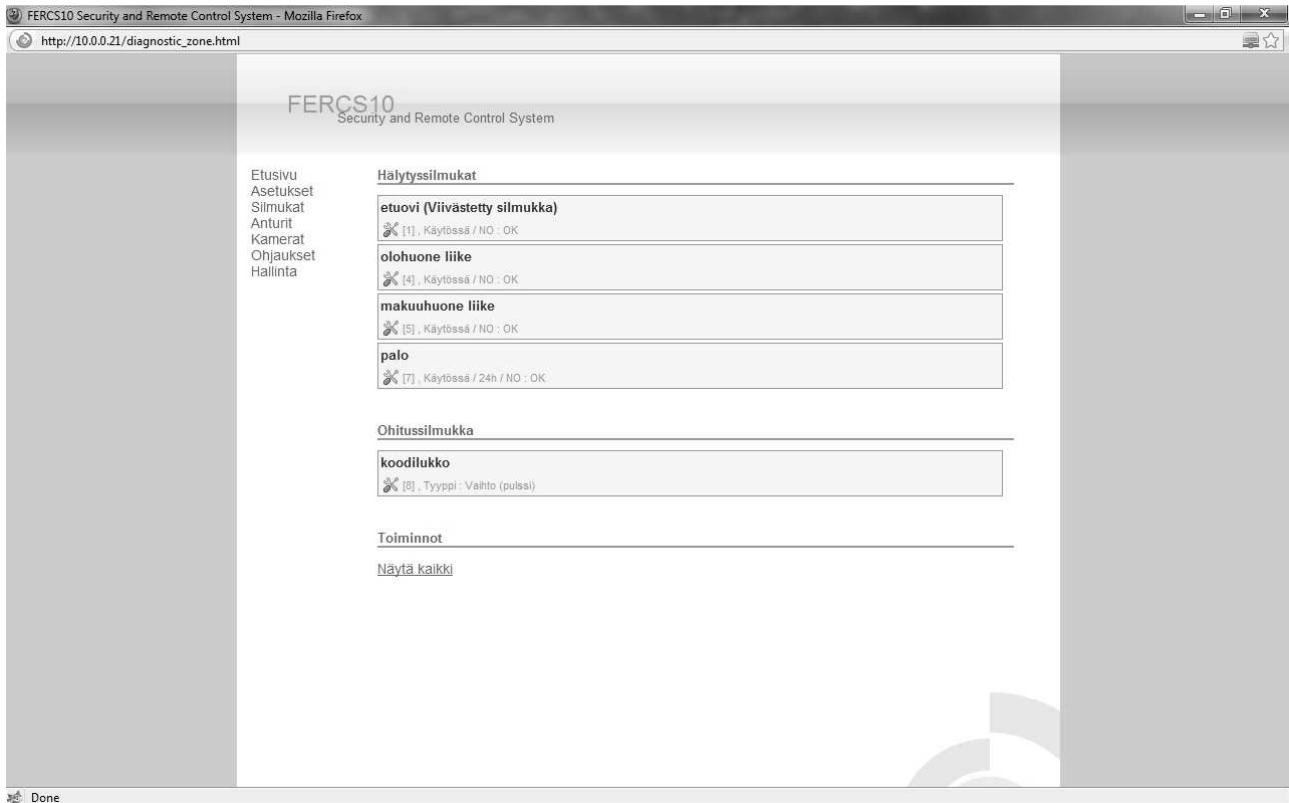 FERCS10 Security and Remote Control System - Mozilla Firefox
http://10.0.0.21/diagnostic_zone.html
FERCS10
Security and Remote Control System
Etusivu
Asetukset
Silmukat
Anturit
Kamerat
Ohjaukset
Hallinta
Hälytyssilmukat
etuovi (Viivästetty silmukka)
[1] , Käytössä / NO : OK
olohuone liike
[4] , Käytössä / NO : OK
makuuhuone liike
[5] , Käytössä / NO : OK
palo
[7] , Käytössä / 24h / NO : OK
Ohitussilmukka
koodilukko
[8] , Tyyppi : Vaihto (pulssi)
Toiminnot
Näytä kaikki
Done